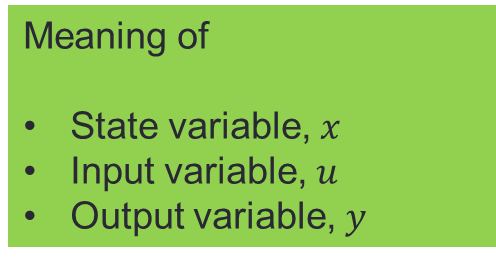 Meaning of
• State variable, x
• Input variable, u
• Output variable, y